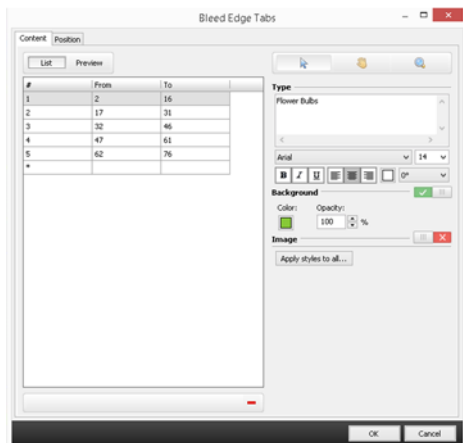 Bleed Edge Tabs
Content Position
List Preview
# From To
1 2 16
2 17 31
3 32 46
4 47 61
5 62 76
*
Type
Flower Bulbs
Arial 14
B I U 0°
Background
Color: Opacity:
100 %
Image
Apply styles to all...
OK Cancel